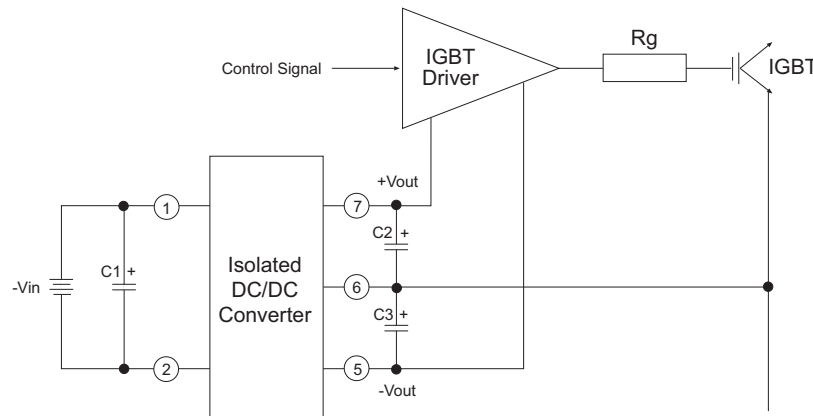 Rg
IGBT
Driver
IGBT
Control Signal
+Vout
1
7
C2 +
C1 +
-Vin
Isolated
DC/DC
Converter
6
C3 +
2
5
-Vout